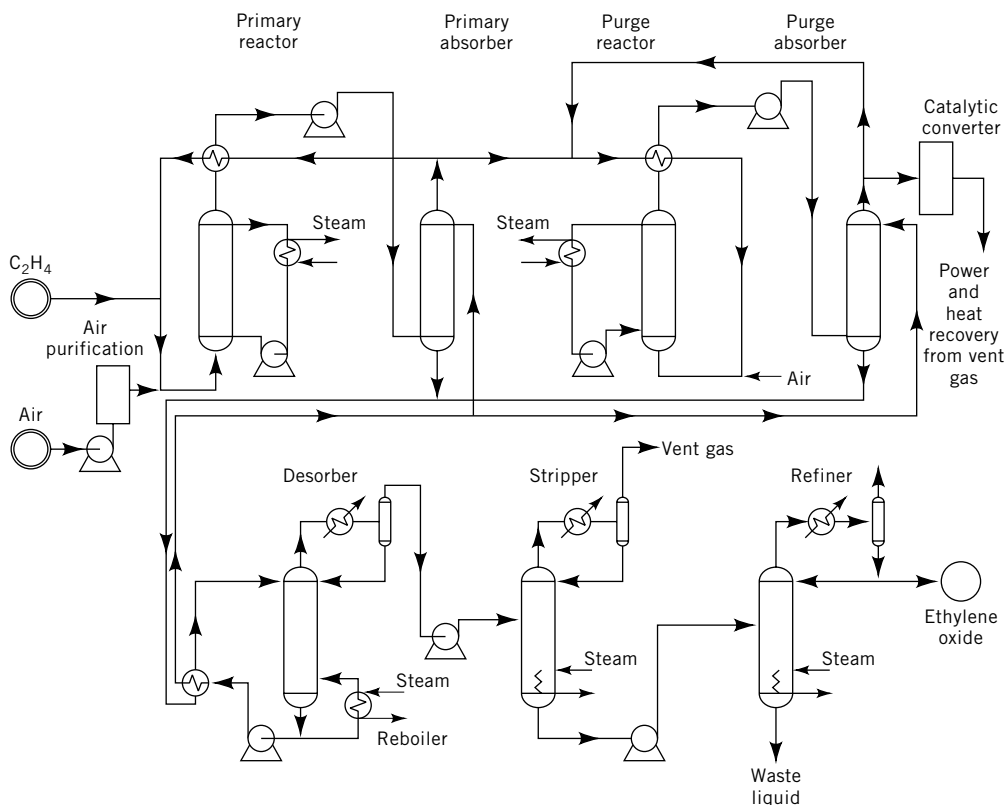 Primary
reactor
Primary
absorber
Purge
reactor
Purge
absorber
Catalytic
converter
Steam
Steam
C₂H₄
Air
purification
Power
and
heat
recovery
from vent
gas
Air
Air
Desorber
Stripper
Vent gas
Refiner
Ethylene
oxide
Steam
Steam
Steam
Reboiler
Waste
liquid